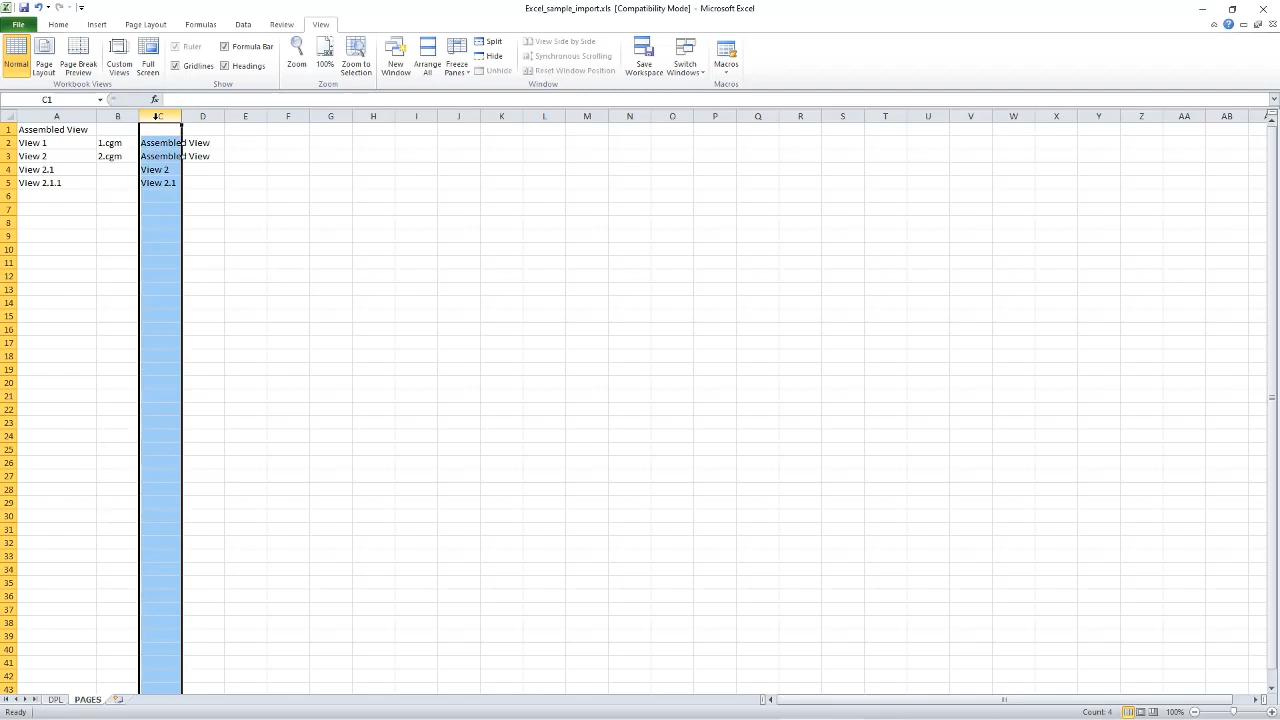 Excel_sample_import.xls [Compatibility Mode] - Microsoft Excel
File Home Insert Page Layout Formulas Data Review View
Normal Page Layout Page Break Preview Custom Views Full Screen
Workbook Views
Ruler Formula Bar
Gridlines Headings
Show
Zoom 100% Zoom to Selection
Zoom
New Window Arrange All Freeze Panes
Split
Hide
Unhide
View Side by Side
Synchronous Scrolling
Reset Window Position
Window
Save Workspace Switch Windows
Macros
Macros
C1 fx
A B C D E F G H I J K L M N O P Q R S T U V W X Y Z AA AB
1 Assembled View
2 View 1 1.cgm Assembled View
3 View 2 2.cgm Assembled View
4 View 2.1 View 2
5 View 2.1.1 View 2.1
6
7
8
9
10
11
12
13
14
15
16
17
18
19
20
21
22
23
24
25
26
27
28
29
30
31
32
33
34
35
36
37
38
39
40
41
42
43
DPL PAGES
Ready Count: 4 100%